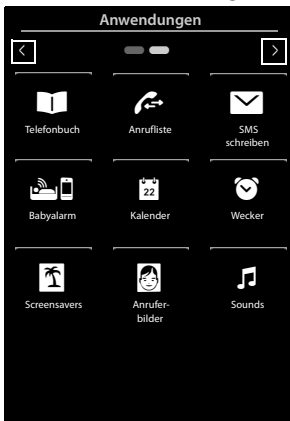 Anwendungen
Telefonbuch
Anrufliste
SMS
schreiben
22
Babyalarm
Kalender
Wecker
Screensavers
Anrufer-
bilder
Sounds